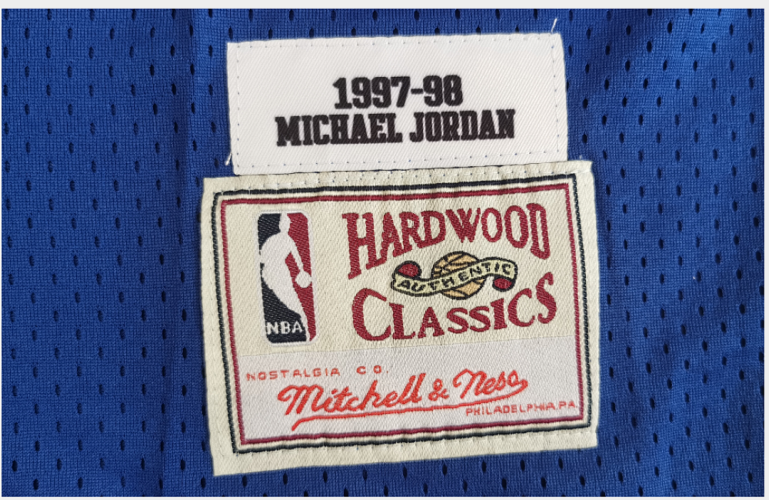 1997-98
MICHAEL JORDAN
NBA
HARDWOOD
AUTHENTIC
CLASSICS
NOSTALGIA CO.
Mitchell & Ness
PHILADELPHIA, PA.